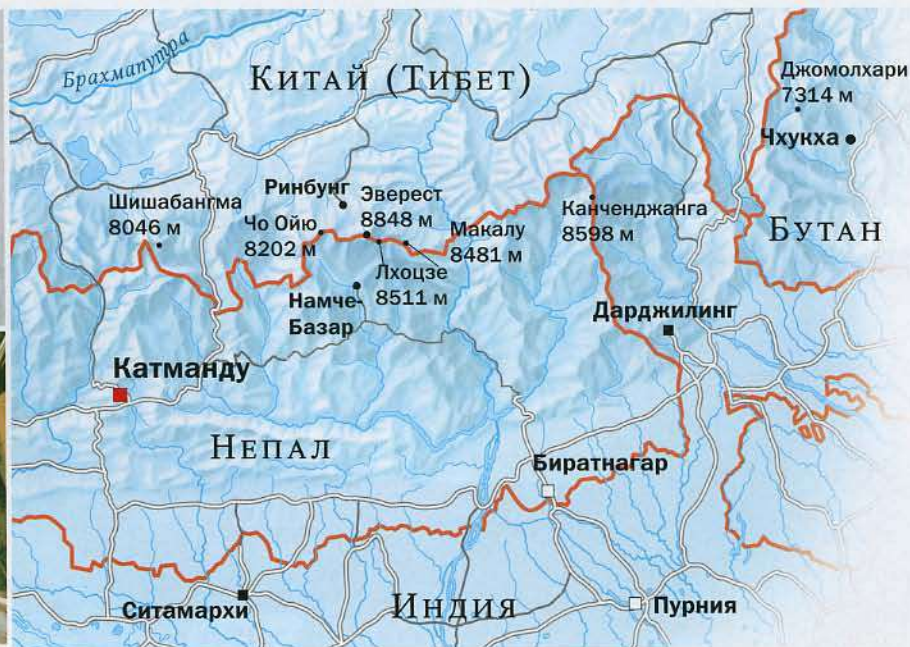 Брахмапутра
Китай (Тибет)
Джомолхари
7314 м
Чхукха
Шишабангма
8046 м
Ринбунг
Эверест
8848 м
Чо Ойю
8202 м
Макалу
8481 м
Канченджанга
8598 м
Бутан
Лхоцзе
8511 м
Намче-
Базар
Дарджилинг
Катманду
Непал
Биратнагар
Ситамархи
Индия
Пурния